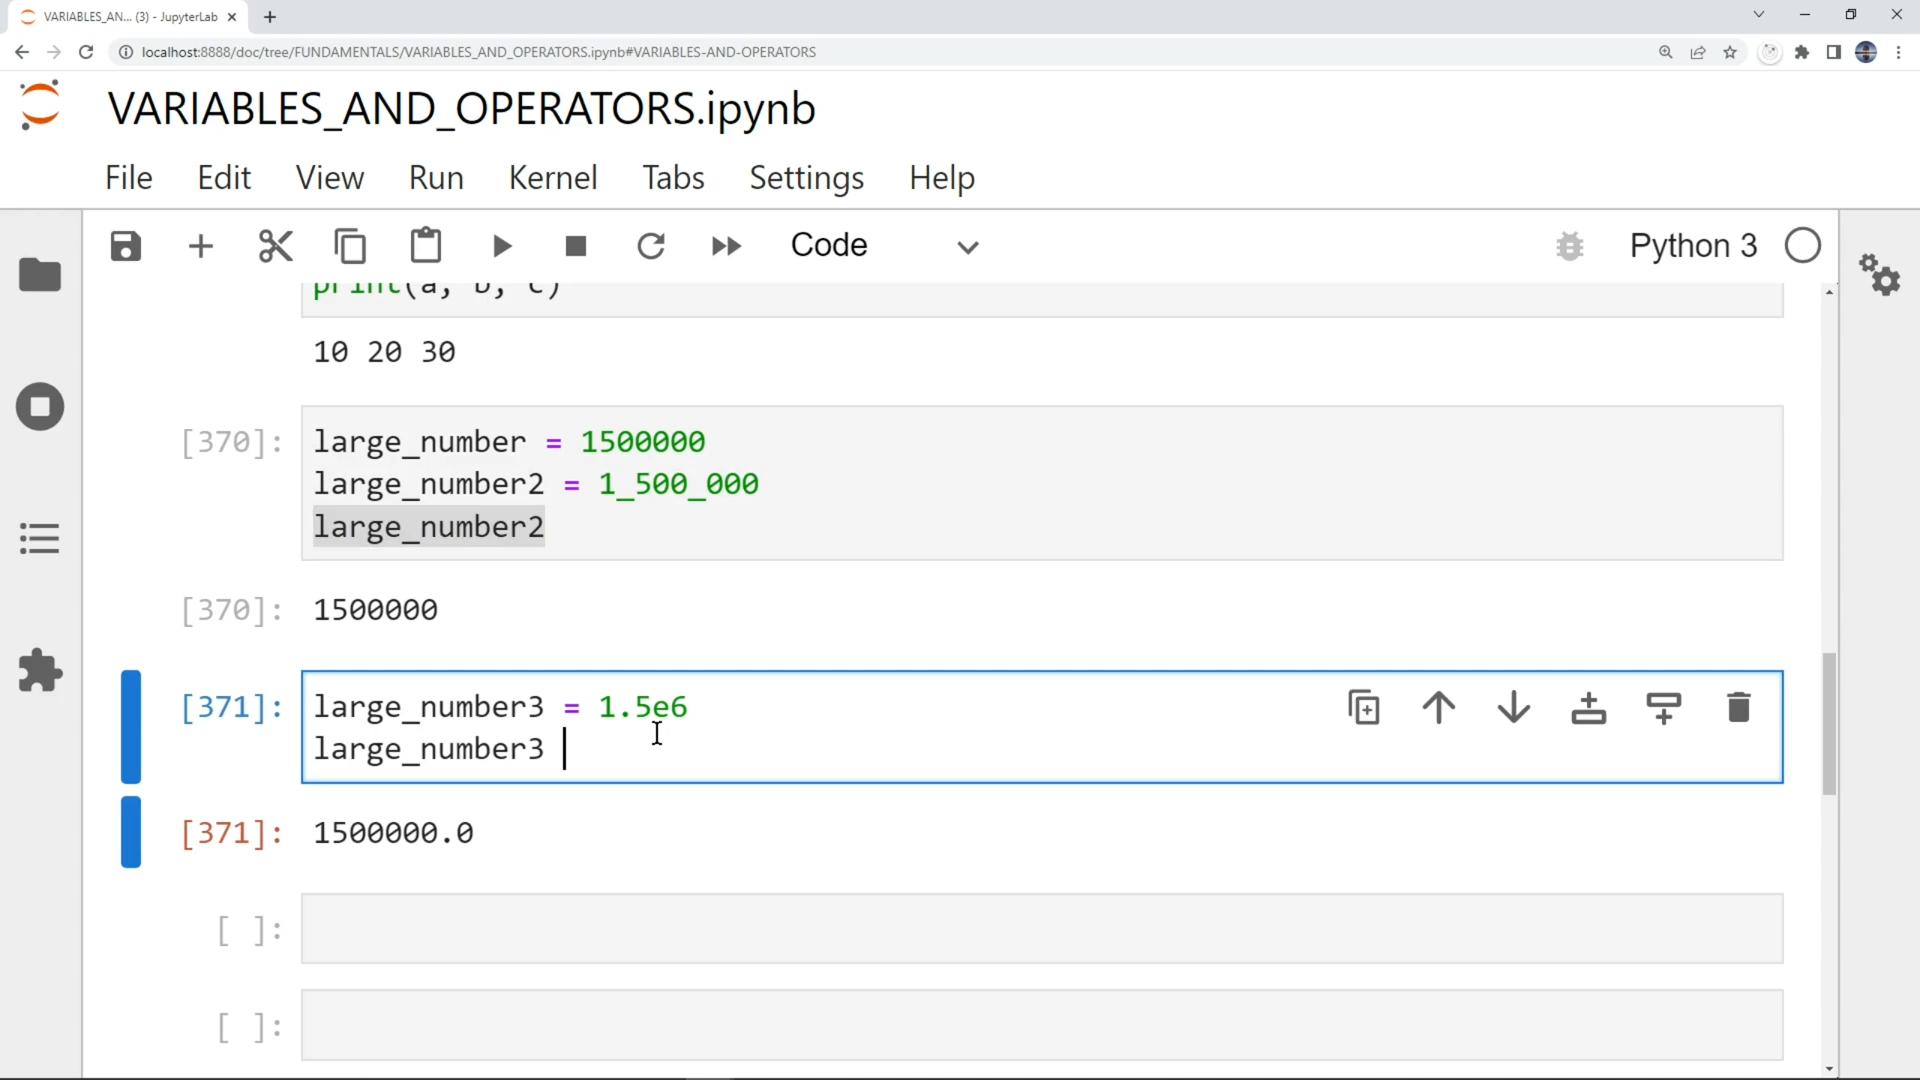 VARIABLES_AN... (3) - JupyterLab
localhost:8888/doc/tree/FUNDAMENTALS/VARIABLES_AND_OPERATORS.ipynb#VARIABLES-AND-OPERATORS
VARIABLES_AND_OPERATORS.ipynb
File Edit View Run Kernel Tabs Settings Help
Code Python 3
print(a, b, c)
10 20 30
[370]: large_number = 1500000
large_number2 = 1_500_000
large_number2
[370]: 1500000
[371]: large_number3 = 1.5e6
large_number3
[371]: 1500000.0
[ ]:
[ ]: